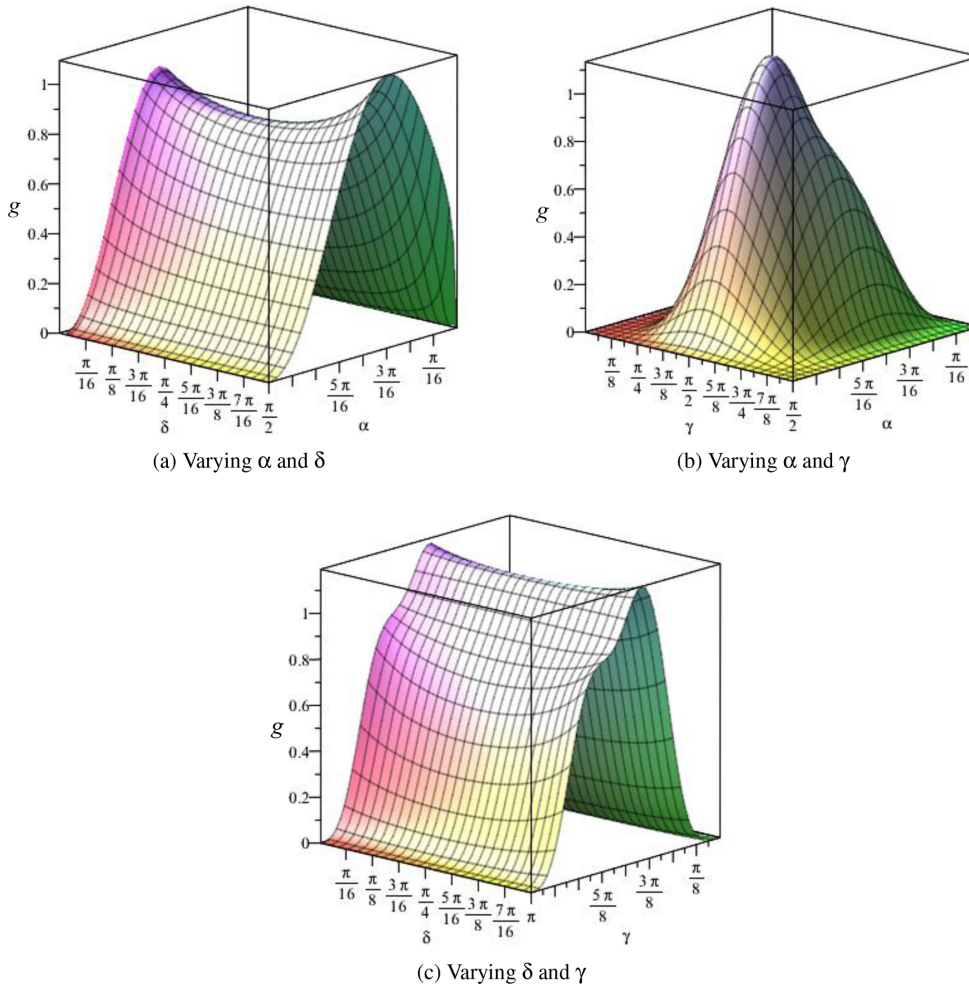 1
0.8
0.6
g
0.4
0.2
0
π/16
π/8
3π/16
π/4
5π/16
3π/8
7π/16
π/2
5π/16
3π/16
π/16
δ
α
(a) Varying α and δ
1
0.8
0.6
g
0.4
0.2
0
π/8
π/4
3π/8
π/2
5π/8
3π/4
7π/8
π/2
5π/16
3π/16
π/16
γ
α
(b) Varying α and γ
1
0.8
0.6
g
0.4
0.2
0
π/16
π/8
3π/16
π/4
5π/16
3π/8
7π/16
π
5π/8
3π/8
π/8
δ
γ
(c) Varying δ and γ